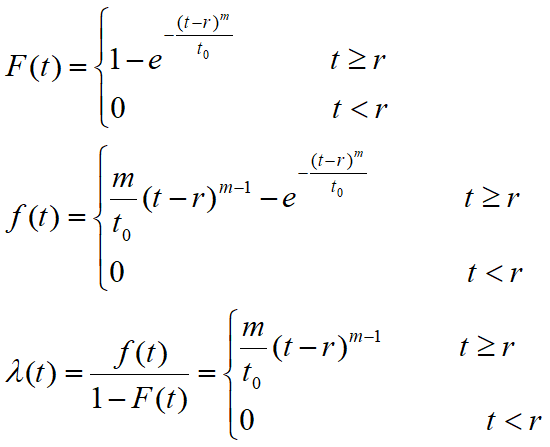 F(t) = { 1 − e^{−(t−r)^m / t_0}    t ≥ r
0    t < r
f(t) = { m/t_0 (t − r)^{m−1} − e^{−(t−r)^m / t_0}    t ≥ r
0    t < r
λ(t) = f(t) / (1 − F(t)) = { m/t_0 (t − r)^{m−1}    t ≥ r
0    t < r